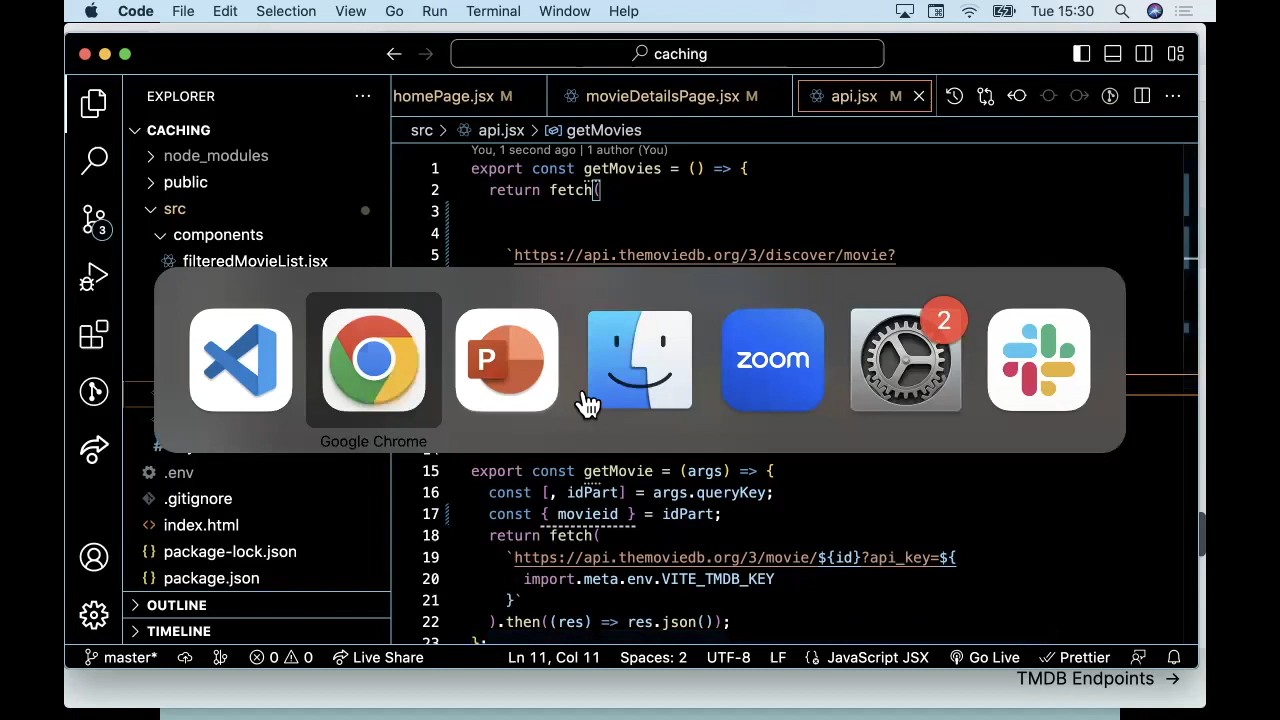 Code File Edit Selection View Go Run Terminal Window Help Tue 15:30
caching
EXPLORER
homePage.jsx M movieDetailsPage.jsx M api.jsx M
CACHING
node_modules
public
src
components
filteredMovieList.jsx
.env
.gitignore
index.html
package-lock.json
package.json
OUTLINE
TIMELINE
3
src > api.jsx > getMovies
You, 1 second ago | 1 author (You)
1 export const getMovies = () => {
2 return fetch(
3
4
5 `https://api.themoviedb.org/3/discover/movie?
P
zoom
2
Google Chrome
15 export const getMovie = (args) => {
16 const [, idPart] = args.queryKey;
17 const { movieid } = idPart;
18 return fetch(
19 `https://api.themoviedb.org/3/movie/${id}?api_key=${
20 import.meta.env.VITE_TMDB_KEY
21 }`
22 ).then((res) => res.json());
23 };
master* 0 0 Live Share Ln 11, Col 11 Spaces: 2 UTF-8 LF {} JavaScript JSX Go Live Prettier
TMDB Endpoints →